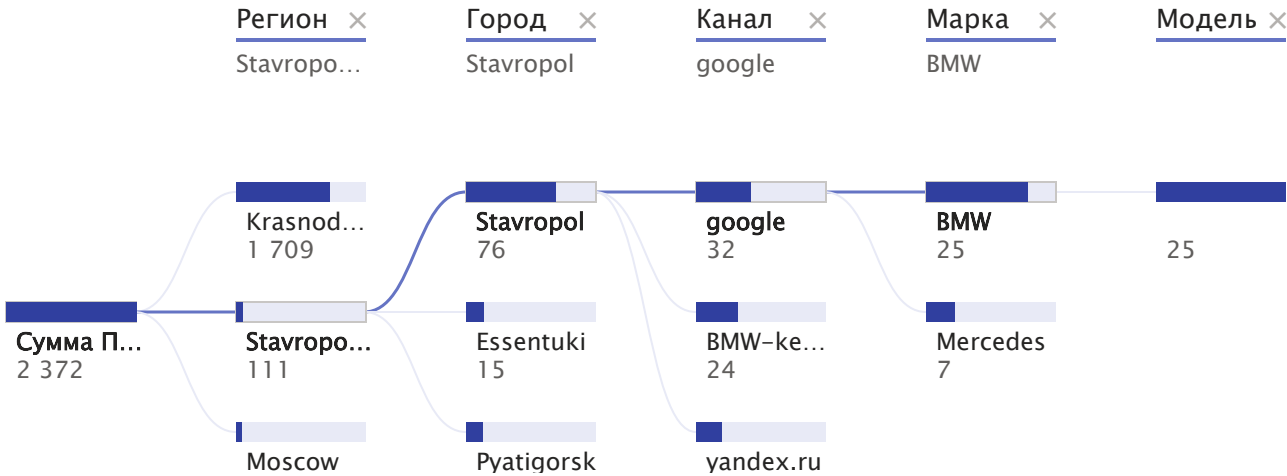 Регион × Город × Канал × Марка × Модель ×
Stavropo... Stavropol google BMW
Krasnod... Stavropol google BMW
1 709 76 32 25 25
Сумма П... Stavropo... Essentuki BMW-ke... Mercedes
2 372 111 15 24 7
Moscow Pyatigorsk yandex.ru